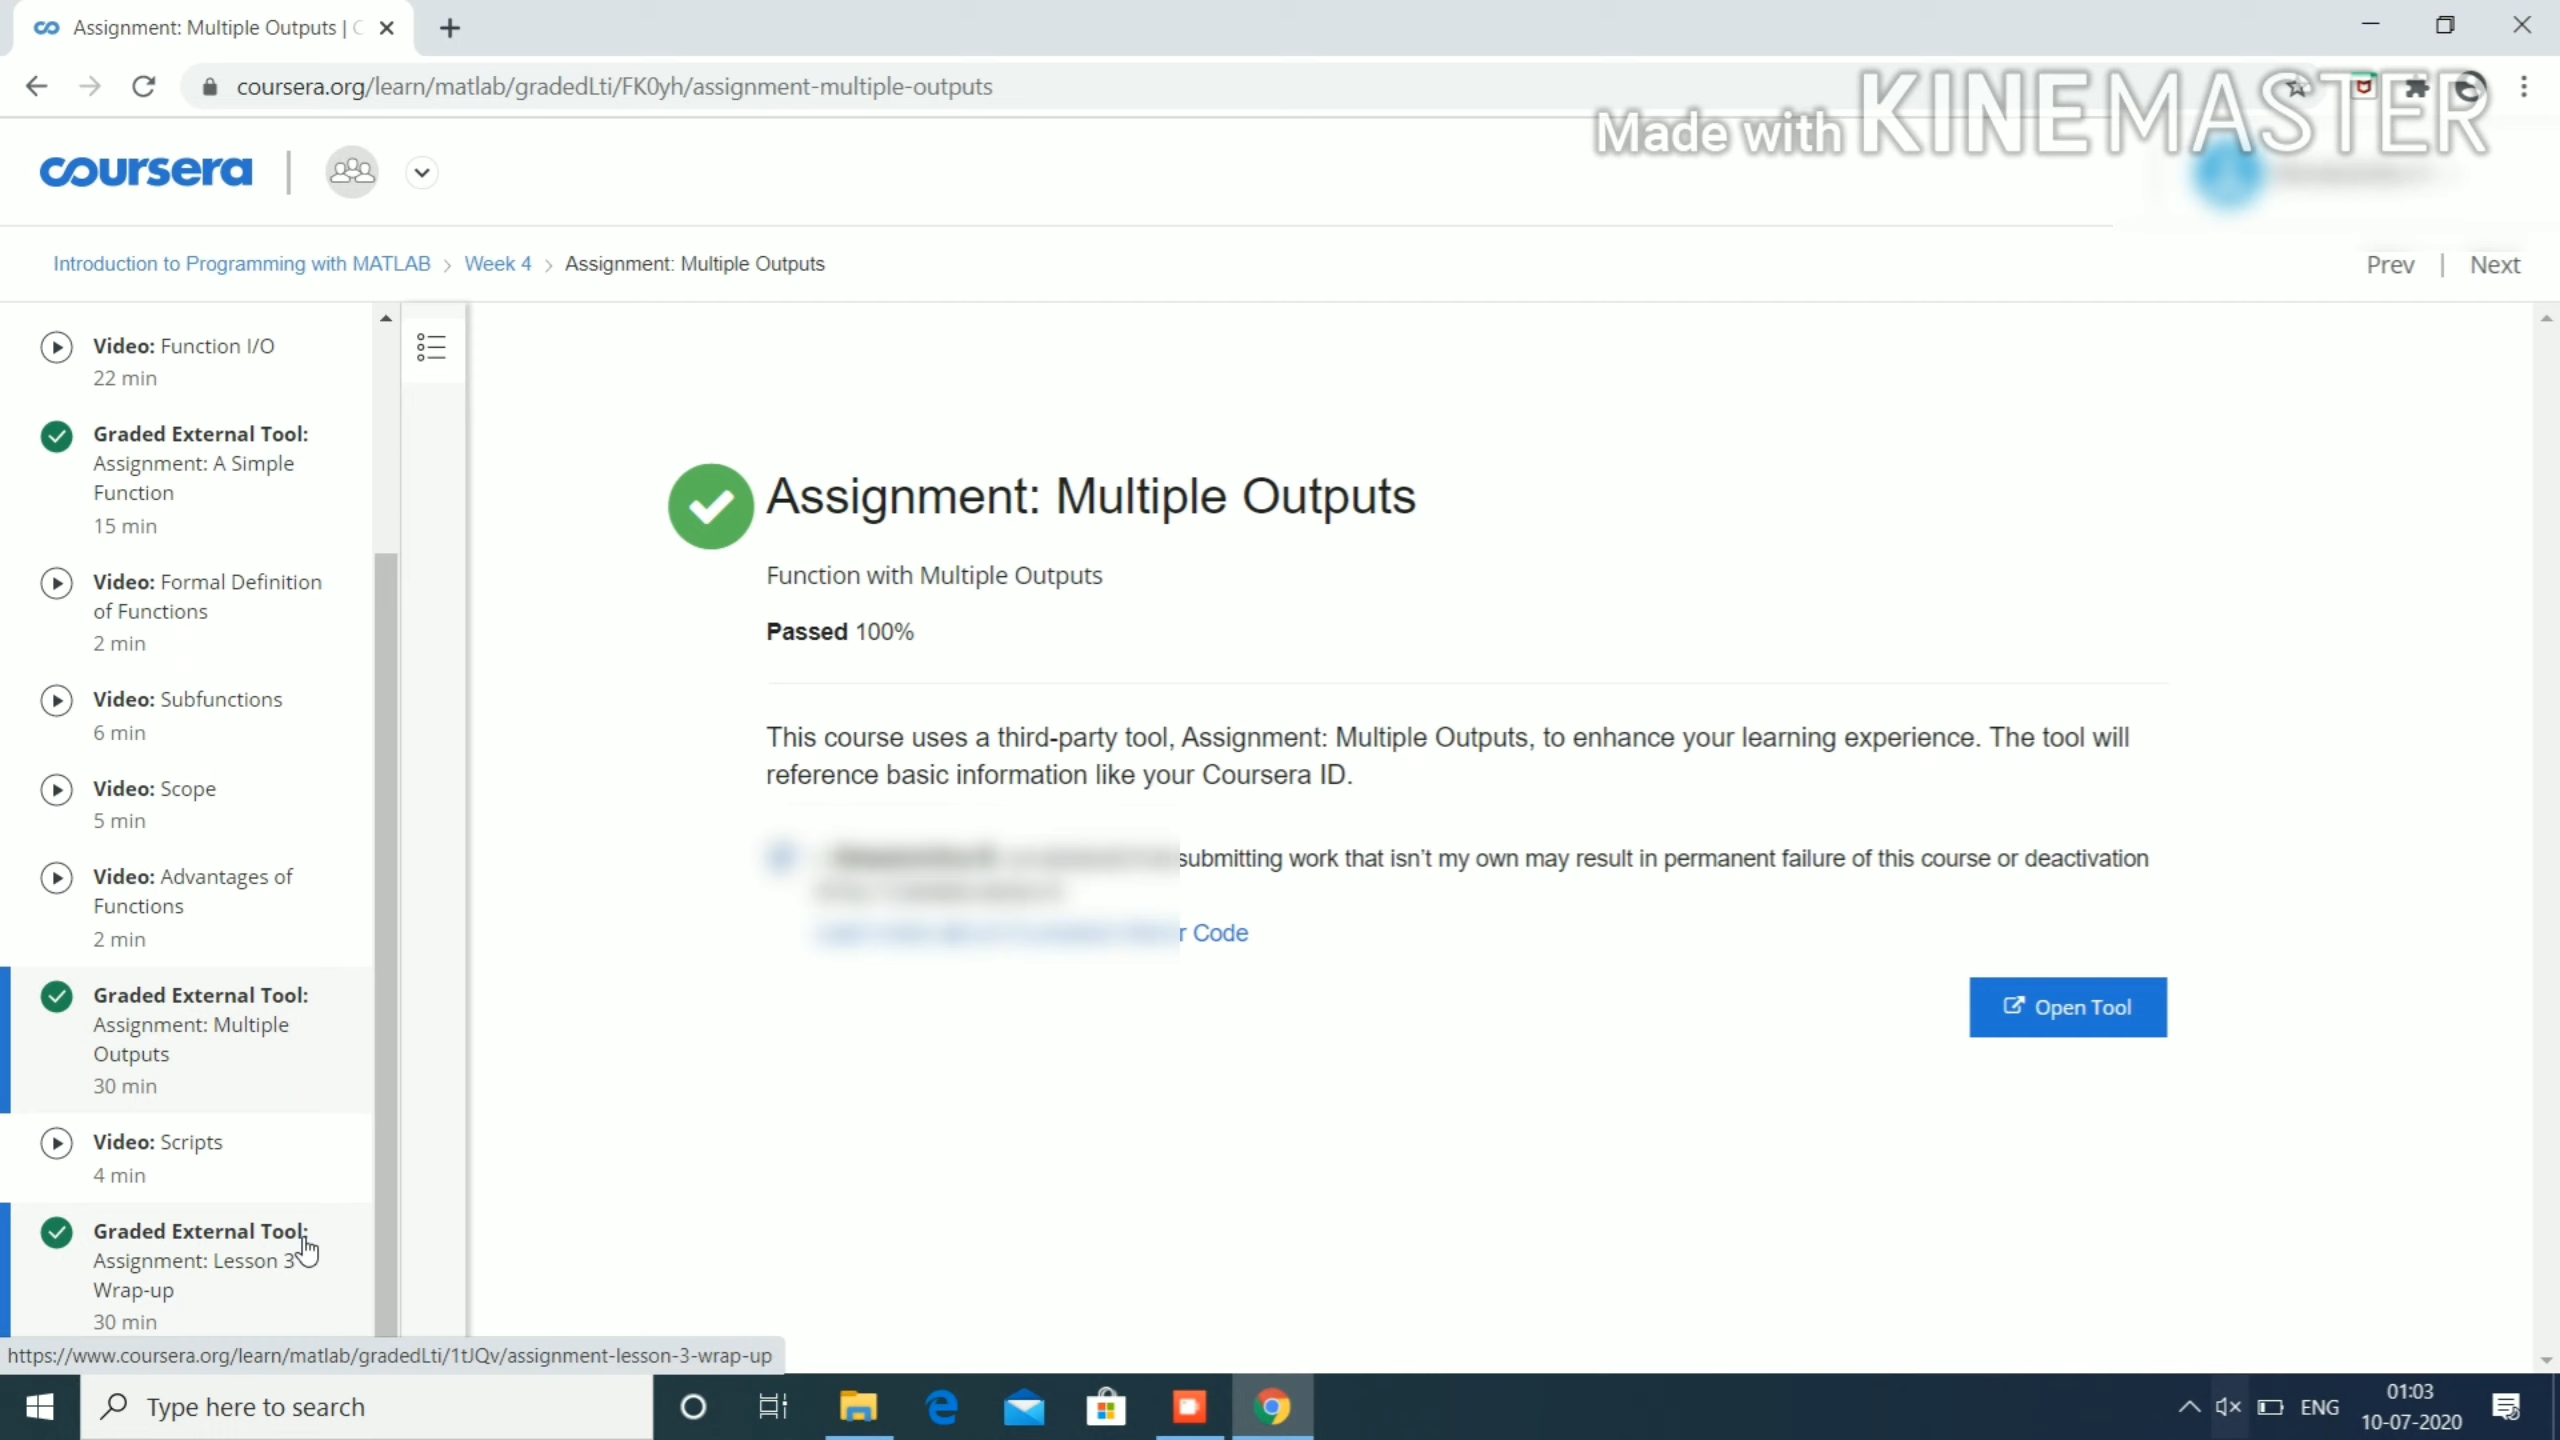 Assignment: Multiple Outputs |
coursera.org/learn/matlab/gradedLti/FK0yh/assignment-multiple-outputs
Made with KINEMASTER
coursera
Introduction to Programming with MATLAB > Week 4 > Assignment: Multiple Outputs
Prev | Next
Video: Function I/O
22 min
Graded External Tool:
Assignment: A Simple
Function
15 min
Video: Formal Definition
of Functions
2 min
Video: Subfunctions
6 min
Video: Scope
5 min
Video: Advantages of
Functions
2 min
Graded External Tool:
Assignment: Multiple
Outputs
30 min
Video: Scripts
4 min
Graded External Tool:
Assignment: Lesson 3
Wrap-up
30 min
Assignment: Multiple Outputs
Function with Multiple Outputs
Passed 100%
This course uses a third-party tool, Assignment: Multiple Outputs, to enhance your learning experience. The tool will
reference basic information like your Coursera ID.
submitting work that isn't my own may result in permanent failure of this course or deactivation
r Code
Open Tool
https://www.coursera.org/learn/matlab/gradedLti/1tJQv/assignment-lesson-3-wrap-up
Type here to search
ENG
01:03
10-07-2020